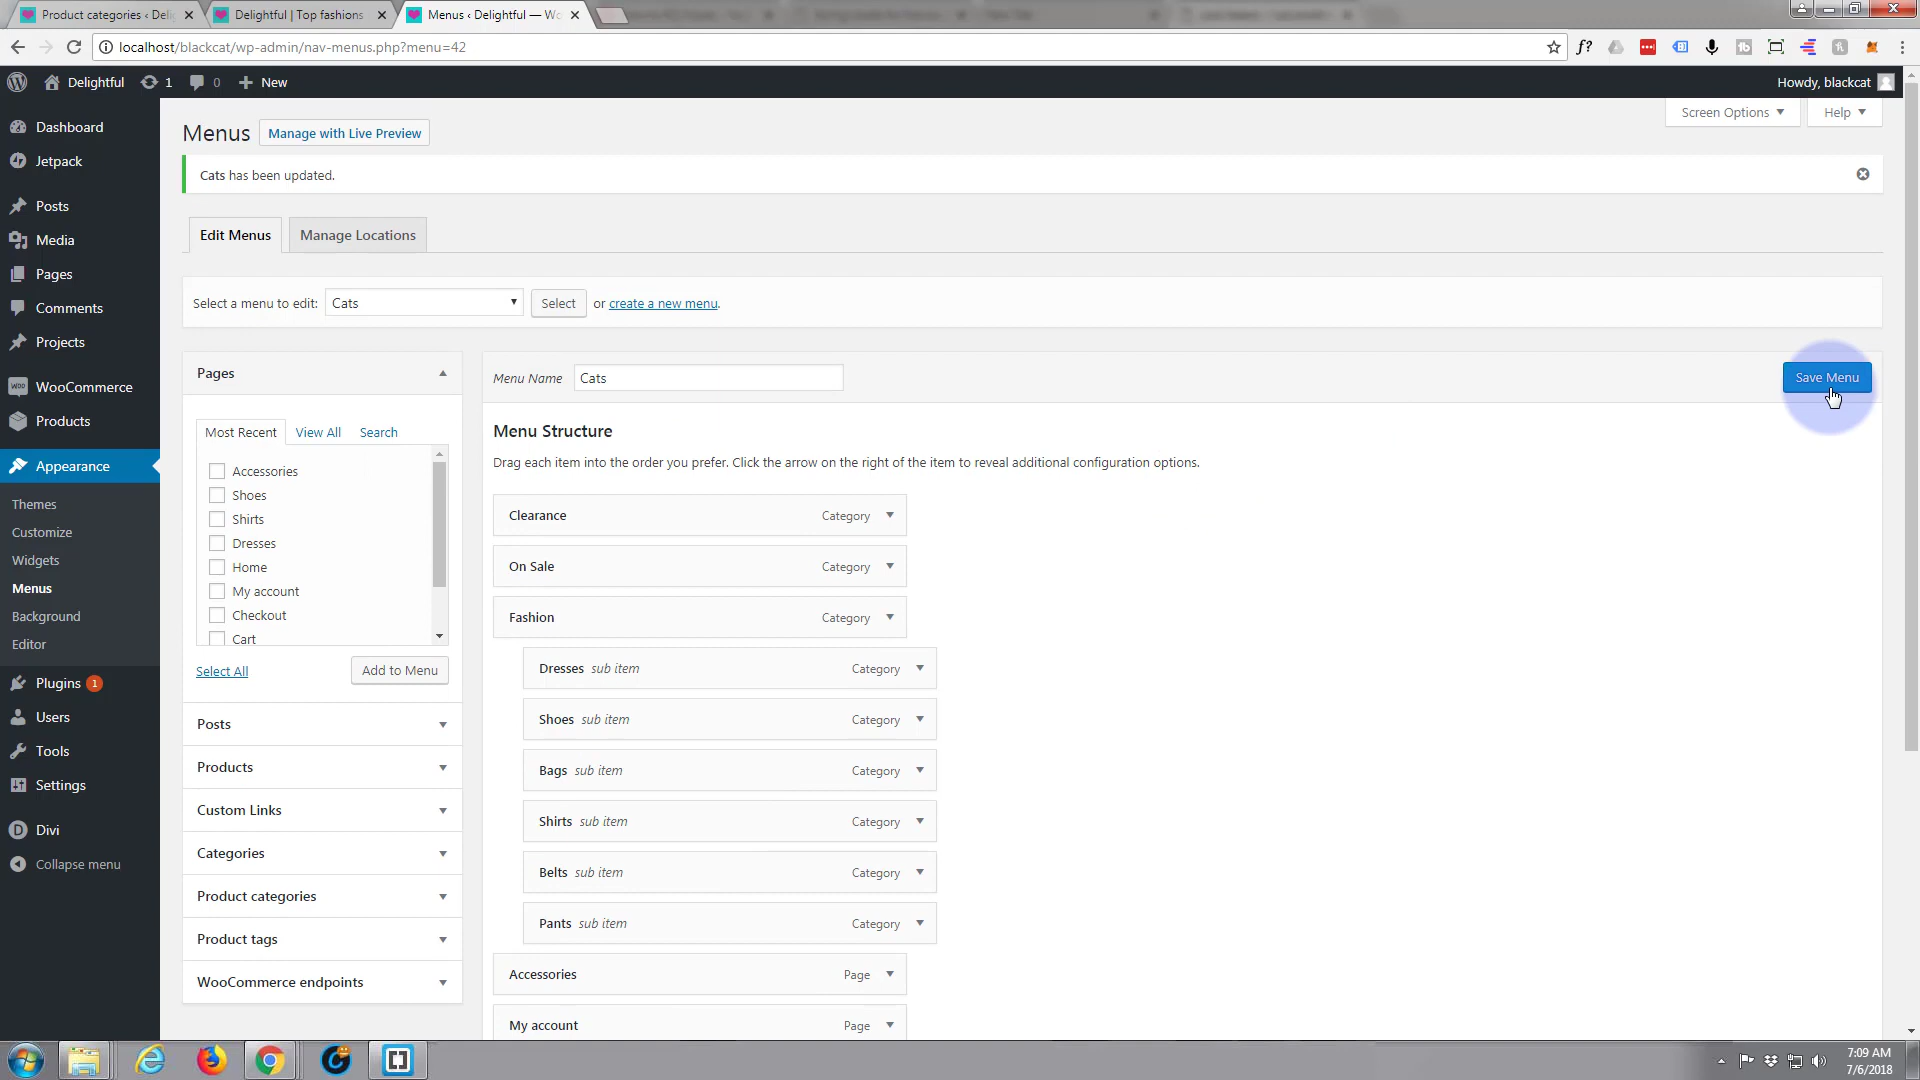 Product categories ‹ Deli
Delightful | Top fashions
Menus ‹ Delightful — Wo
localhost/blackcat/wp-admin/nav-menus.php?menu=42
f?
Delightful
1
0
+ New
Howdy, blackcat
Screen Options
Help
Dashboard
Jetpack
Posts
Media
Pages
Comments
Projects
WooCommerce
Products
Appearance
Themes
Customize
Widgets
Menus
Background
Editor
Plugins 1
Users
Tools
Settings
Divi
Collapse menu
Menus
Manage with Live Preview
Cats has been updated.
Edit Menus
Manage Locations
Select a menu to edit: Cats Select or create a new menu.
Pages
Most Recent View All Search
Accessories
Shoes
Shirts
Dresses
Home
My account
Checkout
Cart
Select All
Add to Menu
Posts
Products
Custom Links
Categories
Product categories
Product tags
WooCommerce endpoints
Menu Name Cats
Save Menu
Menu Structure
Drag each item into the order you prefer. Click the arrow on the right of the item to reveal additional configuration options.
Clearance Category
On Sale Category
Fashion Category
Dresses sub item Category
Shoes sub item Category
Bags sub item Category
Shirts sub item Category
Belts sub item Category
Pants sub item Category
Accessories Page
My account Page
7:09 AM
7/6/2018